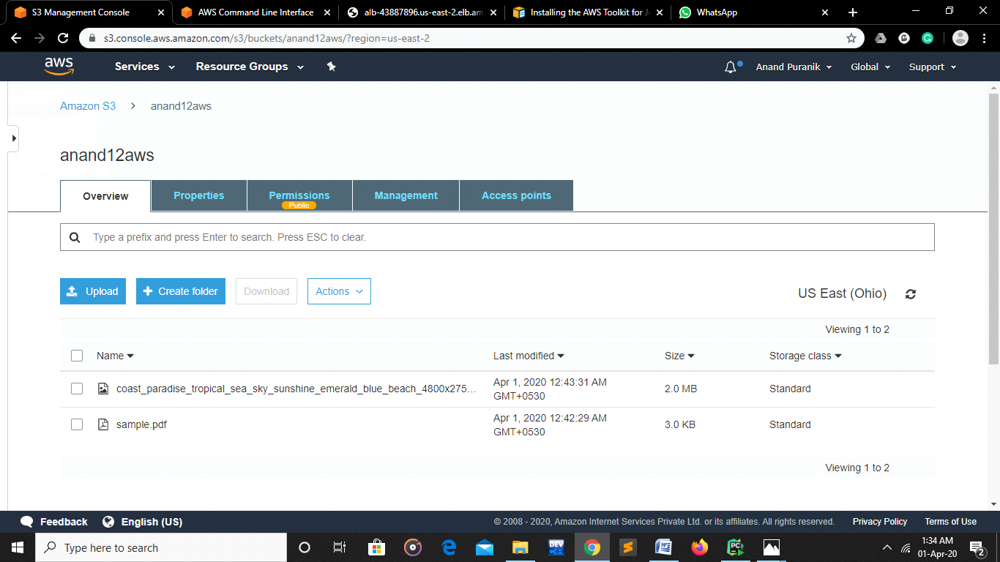 S3 Management Console
AWS Command Line Interface
alb-43887896.us-east-2.elb.am
Installing the AWS Toolkit for J
WhatsApp
s3.console.aws.amazon.com/s3/buckets/anand12aws/?region=us-east-2
aws
Services
Resource Groups
Anand Puranik
Global
Support
Amazon S3
anand12aws
anand12aws
Overview
Properties
Permissions
Public
Management
Access points
Type a prefix and press Enter to search. Press ESC to clear.
Upload
Create folder
Download
Actions
US East (Ohio)
Viewing 1 to 2
Name
Last modified
Size
Storage class
coast_paradise_tropical_sea_sky_sunshine_emerald_blue_beach_4800x275...
Apr 1, 2020 12:43:31 AM
GMT+0530
2.0 MB
Standard
sample.pdf
Apr 1, 2020 12:42:29 AM
GMT+0530
3.0 KB
Standard
Viewing 1 to 2
Feedback
English (US)
© 2008 - 2020, Amazon Internet Services Private Ltd. or its affiliates. All rights reserved.
Privacy Policy
Terms of Use
Type here to search
DEV
PC
1:34 AM
01-Apr-20
2